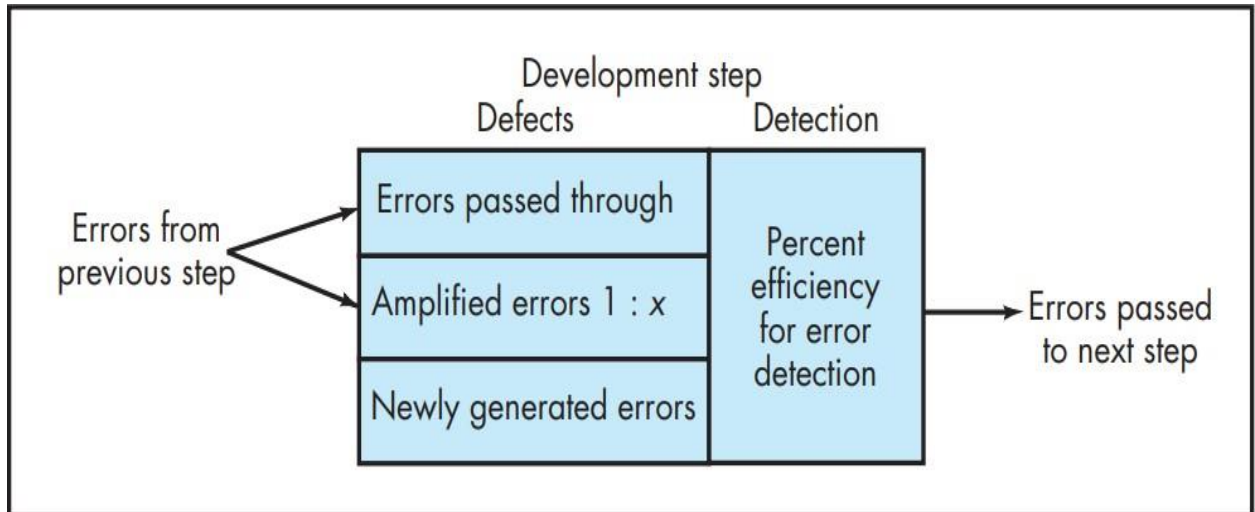 Development step
Defects
Detection
Errors from
previous step
Errors passed through
Amplified errors 1 : x
Newly generated errors
Percent
efficiency
for error
detection
Errors passed
to next step